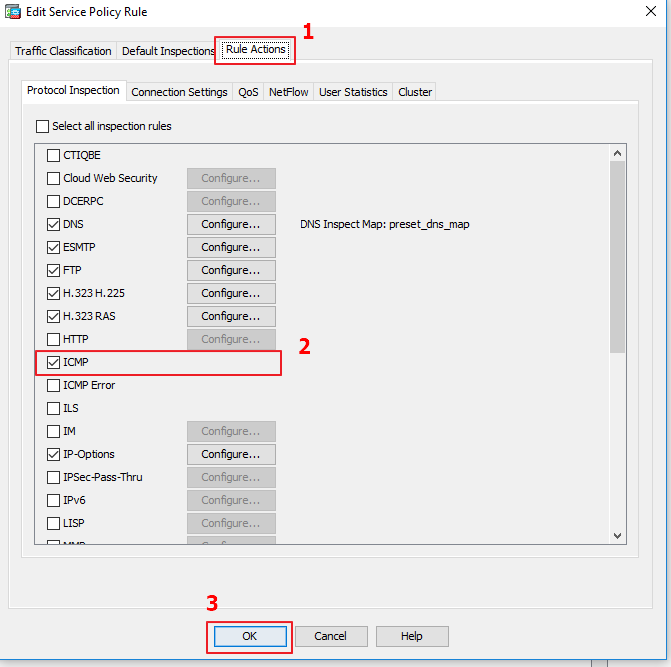 Edit Service Policy Rule
1
Traffic Classification Default Inspections Rule Actions
Protocol Inspection Connection Settings QoS NetFlow User Statistics Cluster
Select all inspection rules
CTIQBE
Cloud Web Security Configure...
DCERPC Configure...
DNS Configure... DNS Inspect Map: preset_dns_map
ESMTP Configure...
FTP Configure...
H.323 H.225 Configure...
H.323 RAS Configure...
HTTP Configure...
2
ICMP
ICMP Error
ILS
IM Configure...
IP-Options Configure...
IPSec-Pass-Thru Configure...
IPv6 Configure...
LISP Configure...
3
OK Cancel Help